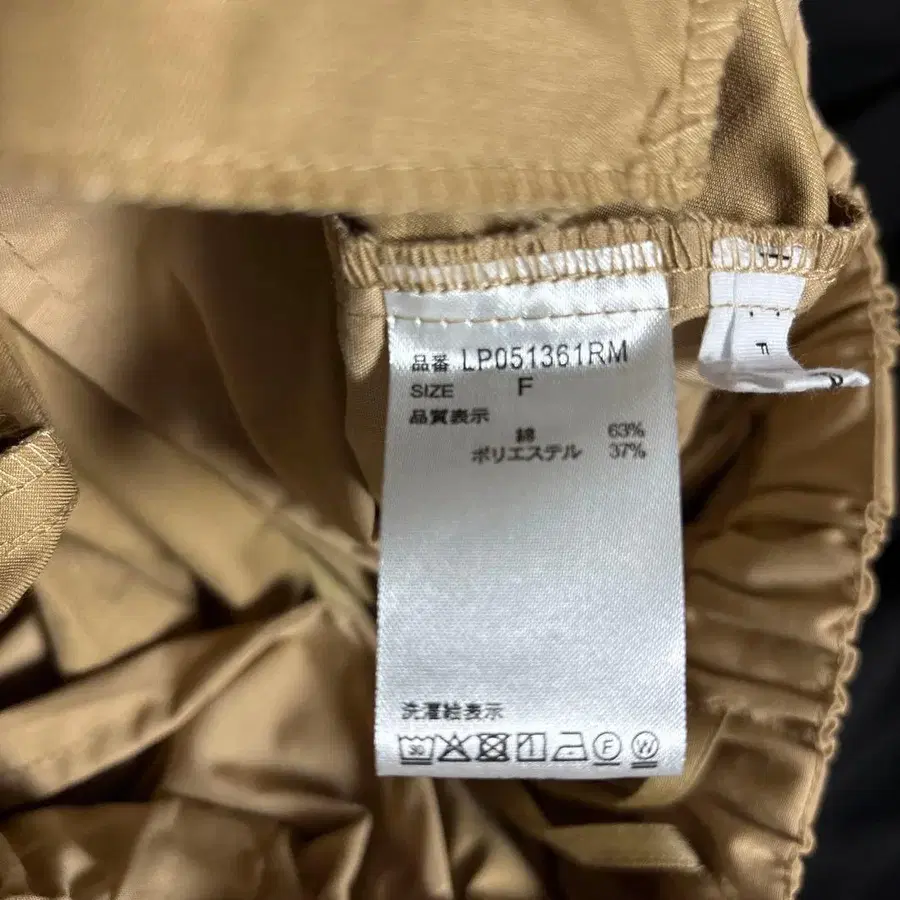 品番 LP051361RM
SIZE F
品質表示
綿 63%
ポリエステル 37%
洗濯絵表示
30 F W
F